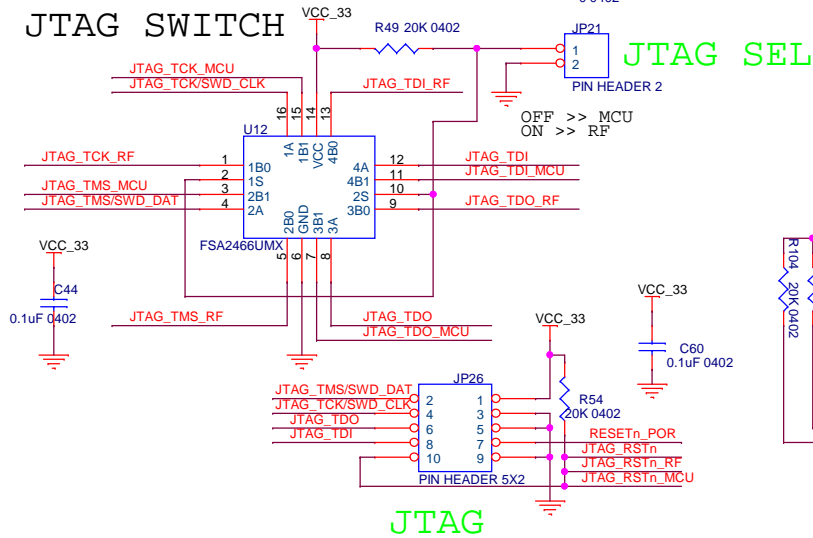 JTAG SWITCH
VCC_33
R49 20K 0402
JP21
1
2
PIN HEADER 2
JTAG SEL
OFF >> MCU
ON >> RF
JTAG_TCK_MCU
JTAG_TCK/SWD_CLK
JTAG_TDI_RF
16
15
14
13
U12
1A
1B1
VCC
4B0
JTAG_TCK_RF
1
1B0
JTAG_TMS_MCU
2
1S
JTAG_TMS/SWD_DAT
3
2B1
4
2A
4A
12
JTAG_TDI
4B1
11
JTAG_TDI_MCU
2S
10
3B0
9
JTAG_TDO_RF
2B0
GND
3B1
3A
FSA2466UMX
5
6
7
8
JTAG_TMS_RF
JTAG_TDO
JTAG_TDO_MCU
VCC_33
C44
0.1uF 0402
VCC_33
C60
0.1uF 0402
R104
20K 0402
VCC_33
R54
20K 0402
JP26
JTAG_TMS/SWD_DAT
2
1
JTAG_TCK/SWD_CLK
4
3
JTAG_TDO
6
5
JTAG_TDI
8
7
RESETn_POR
10
9
JTAG_RSTn
JTAG_RSTn_RF
JTAG_RSTn_MCU
PIN HEADER 5X2
JTAG